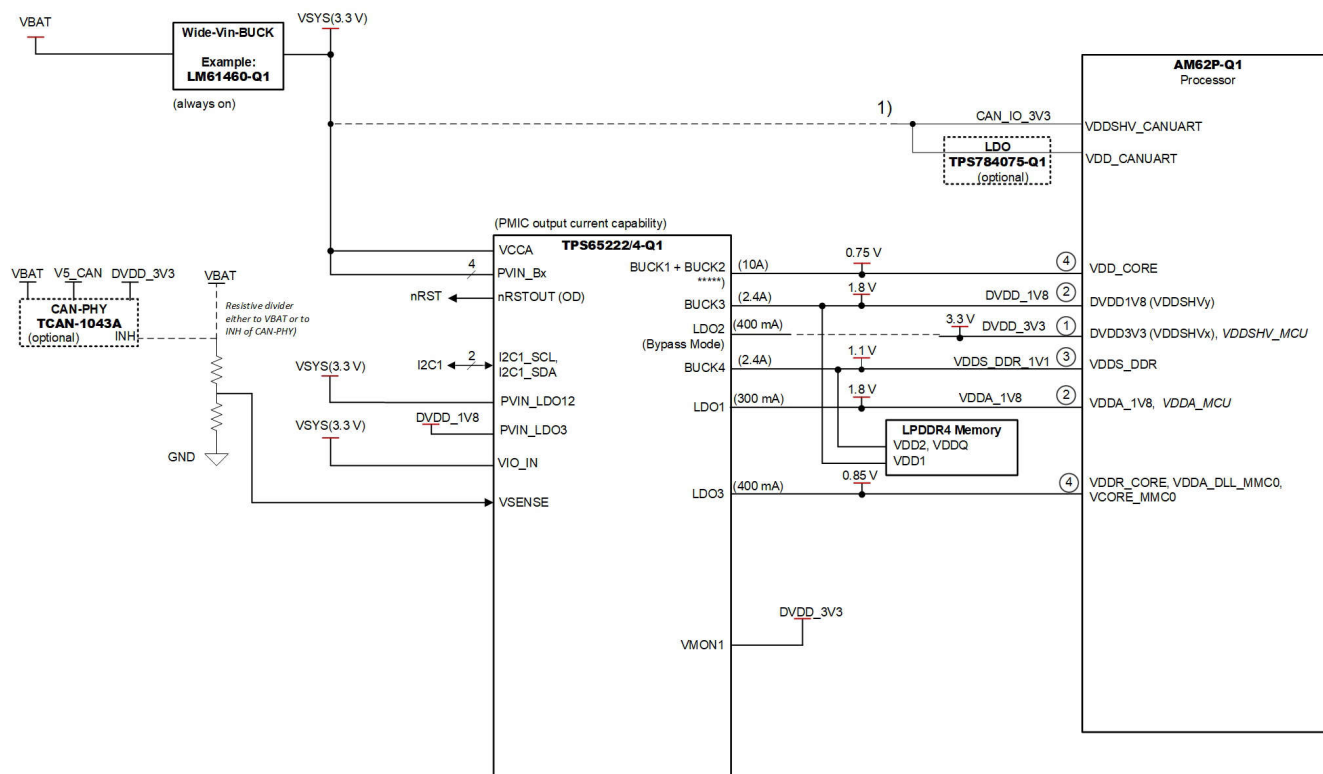 VBAT
Wide-Vin-BUCK
Example:
LM61460-Q1
(always on)
VSYS(3.3 V)
1)
CAN_IO_3V3
LDO
TPS784075-Q1
(optional)
AM62P-Q1
Processor
VDDSHV_CANUART
VDD_CANUART
(PMIC output current capability)
TPS65222/4-Q1
VCCA
4
PVIN_Bx
nRST
nRSTOUT (OD)
VBAT
V5_CAN
DVDD_3V3
CAN-PHY
TCAN-1043A
(optional)
INH
VBAT
Resistive divider
either to VBAT or to
INH of CAN-PHY)
GND
I2C1
2
I2C1_SCL,
I2C1_SDA
VSYS(3.3 V)
PVIN_LDO12
DVDD_1V8
PVIN_LDO3
VSYS(3.3 V)
VIO_IN
VSENSE
BUCK1 + BUCK2
*****)
(10A)
0.75 V
4
VDD_CORE
BUCK3
(2.4A)
1.8 V
DVDD_1V8
2
DVDD1V8 (VDDSHVy)
LDO2
(Bypass Mode)
(400 mA)
3.3 V
DVDD_3V3
1
DVDD3V3 (VDDSHVx), VDDSHV_MCU
BUCK4
(2.4A)
1.1 V
VDDS_DDR_1V1
3
VDDS_DDR
LDO1
(300 mA)
1.8 V
VDDA_1V8
2
VDDA_1V8, VDDA_MCU
LPDDR4 Memory
VDD2, VDDQ
VDD1
LDO3
(400 mA)
0.85 V
4
VDDR_CORE, VDDA_DLL_MMC0,
VCORE_MMC0
VMON1
DVDD_3V3